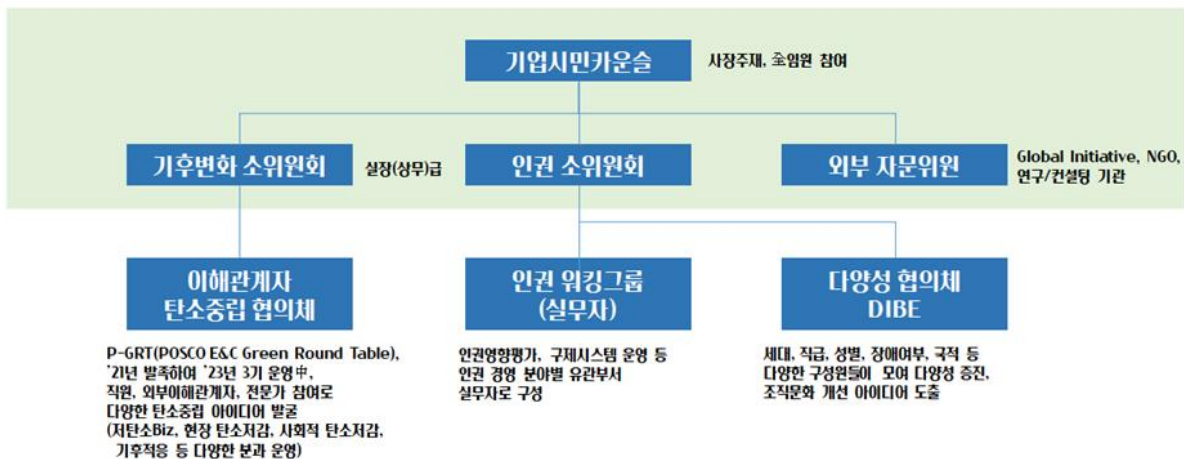 기업시민카운슬
사장주재, 全임원 참여
기후변화 소위원회
실장(상무)급
인권 소위원회
외부 자문위원
Global Initiative, NGO,
연구/컨설팅 기관
이해관계자
탄소중립 협의체
P-GRT(POSCO E&C Green Round Table),
'21년 발족하여 '23년 3기 운영中,
직원, 외부이해관계자, 전문가 참여로
다양한 탄소중립 아이디어 발굴
(저탄소Biz, 현장 탄소저감, 사회적 탄소저감,
기후적응 등 다양한 분과 운영)
인권 워킹그룹
(실무자)
인권영향평가, 구제시스템 운영 등
인권 경영 분야별 유관부서
실무자로 구성
다양성 협의체
DIBE
세대, 직급, 성별, 장애여부, 국적 등
다양한 구성원들이 모여 다양성 증진,
조직문화 개선 아이디어 도출